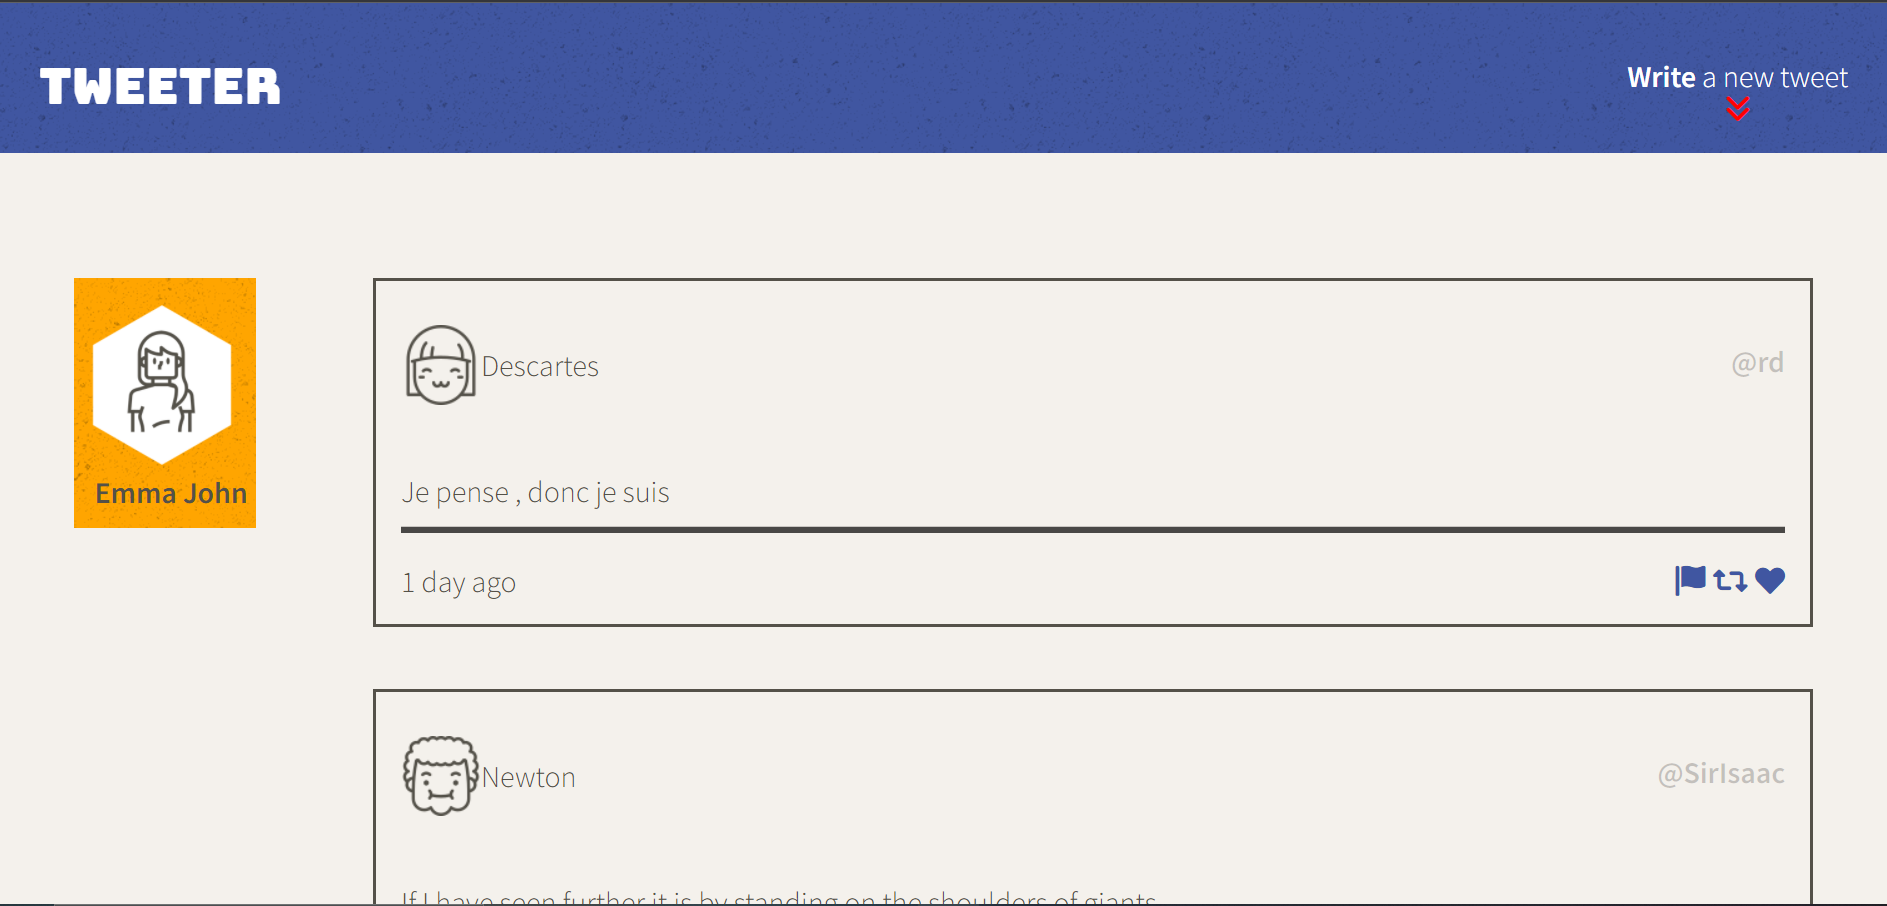 TWEETER
Write a new tweet
Emma John
Descartes
@rd
Je pense , donc je suis
1 day ago
Newton
@SirIsaac
If I have seen further it is by standing on the shoulders of giants